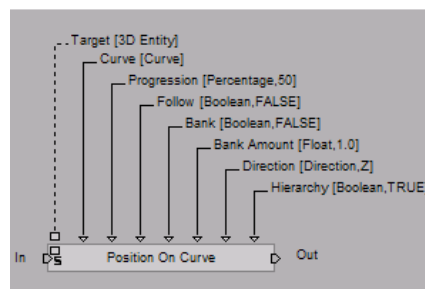 Target [3D Entity]
Curve [Curve]
Progression [Percentage,50]
Follow [Boolean,FALSE]
Bank [Boolean,FALSE]
Bank Amount [Float,1.0]
Direction [Direction,Z]
Hierarchy [Boolean,TRUE
In S Position On Curve Out